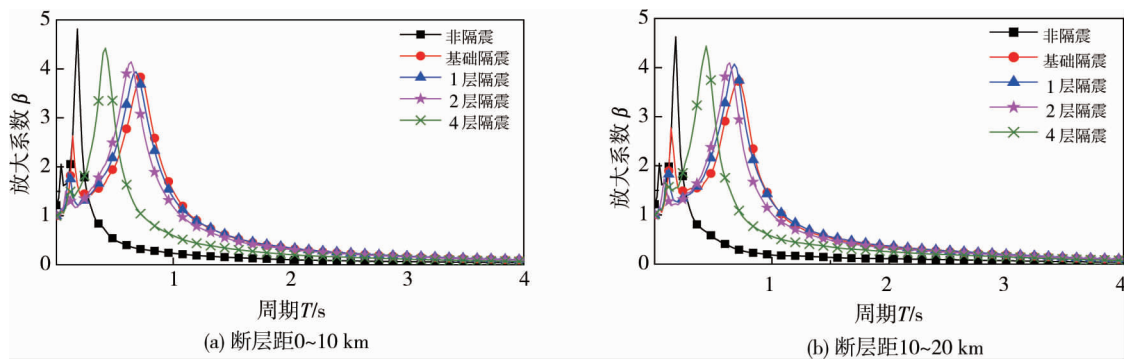 5
4
3
2
1
0
放大系数 β
非隔震
基础隔震
1层隔震
2层隔震
4层隔震
1 2 3 4
周期T/s
(a) 断层距0~10 km
5
4
3
2
1
0
放大系数 β
非隔震
基础隔震
1层隔震
2层隔震
4层隔震
1 2 3 4
周期T/s
(b) 断层距10~20 km